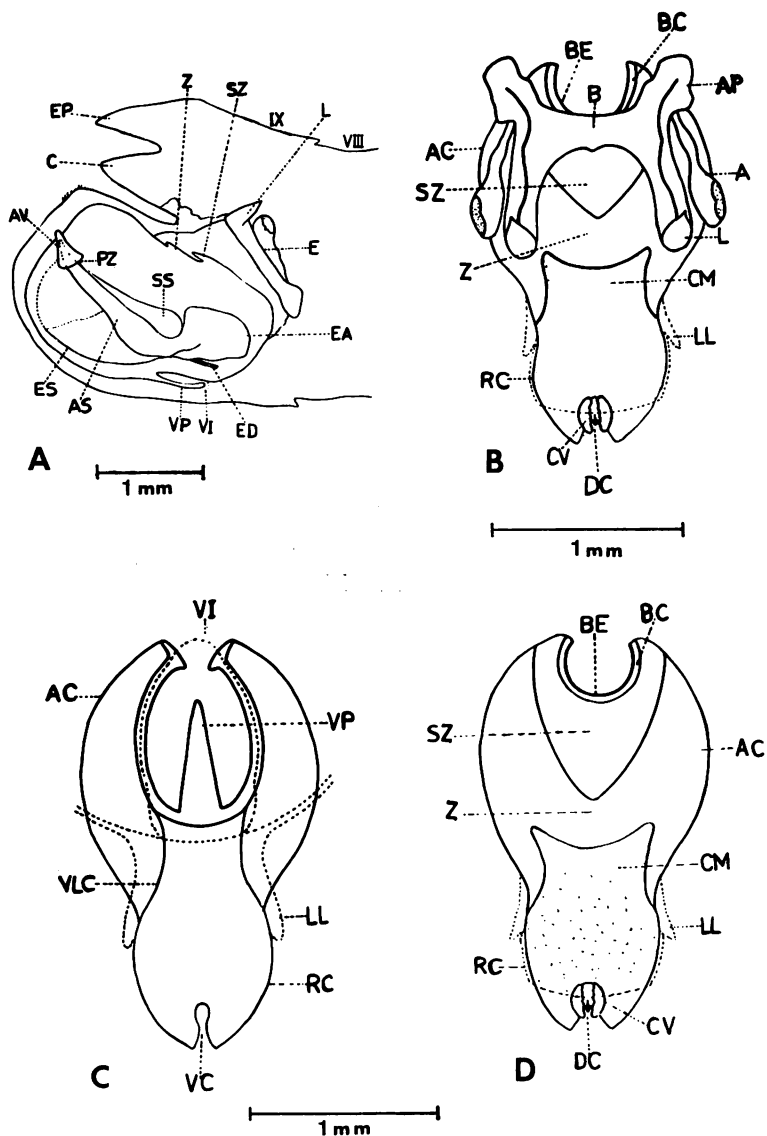 Z SZ L
EP IX
VIII
C
AV
PZ E
SS
EA
ES AS VP VI ED
A
1 mm
BC
BE
B AP
AC A
SZ
Z L
CM
LL
RC
CV
DC
B
1 mm
VI
AC
VP
VLC
LL
RC
VC
C
1 mm
BE BC
SZ
AC
Z
CM
LL
RC
CV
DC
D